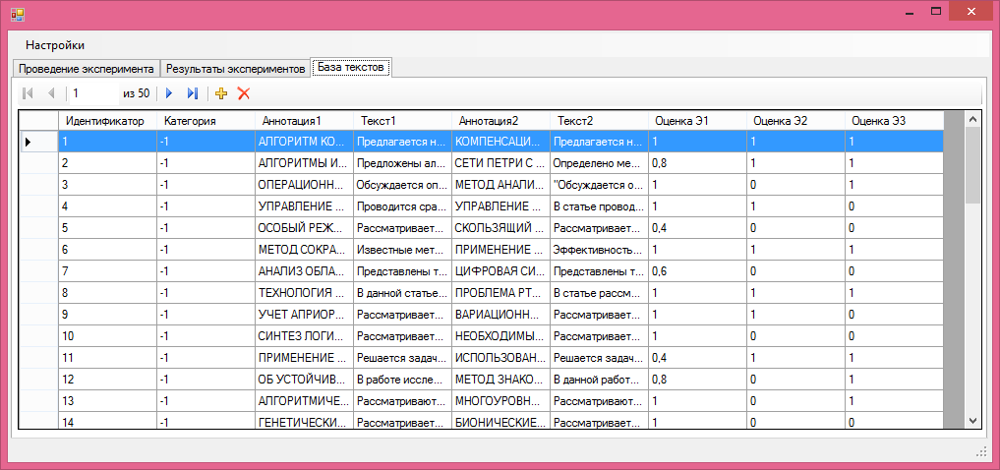 Настройки
Проведение эксперимента Результаты экспериментов База текстов
1 из 50
Идентификатор Категория Аннотация1 Текст1 Аннотация2 Текст2 Оценка Э1 Оценка Э2 Оценка Э3
1 -1 АЛГОРИТМ КО... Предлагается н... КОМПЕНСАЦИ... Предлагается н... 1 1 1
2 -1 АЛГОРИТМЫ И... Предложены ал... СЕТИ ПЕТРИ С ... Определено ме... 0,8 1 1
3 -1 ОПЕРАЦИОНН... Обсуждается оп... МЕТОД АНАЛИ... "Обсуждается о... 1 0 1
4 -1 УПРАВЛЕНИЕ ... Проводится сра... УПРАВЛЕНИЕ ... В статье провод... 1 1 0
5 -1 ОСОБЫЙ РЕЖ... Рассматривает... СКОЛЬЗЯЩИЙ ... Рассматривает... 0,4 0 0
6 -1 МЕТОД СОКРА... Известные мет... ПРИМЕНЕНИЕ ... Эффективность... 1 1 1
7 -1 АНАЛИЗ ОБЛА... Представлены т... ЦИФРОВАЯ СИ... Представлены т... 0,6 0 0
8 -1 ТЕХНОЛОГИЯ ... В данной статье... ПРОБЛЕМА РТ... В статье рассм... 1 1 1
9 -1 УЧЕТ АПРИОР... Рассматривает... ВАРИАЦИОНН... Рассматривает... 1 1 0
10 -1 СИНТЕЗ ЛОГИ... Рассматривает... НЕОБХОДИМЫ... Рассматривает... 1 0 0
11 -1 ПРИМЕНЕНИЕ ... Решается задач... ИСПОЛЬЗОВАН... Решается задач... 0,4 1 1
12 -1 ОБ УСТОЙЧИВ... В работе иссле... МЕТОД ЗНАКО... В данной работ... 0,8 0 1
13 -1 АЛГОРИТМИЧЕ... Рассматривают... МНОГОУРОВН... Рассматривают... 1 0 1
14 -1 ГЕНЕТИЧЕСКИ... Рассматривает... БИОНИЧЕСКИЕ... Рассматривает... 1 0 0